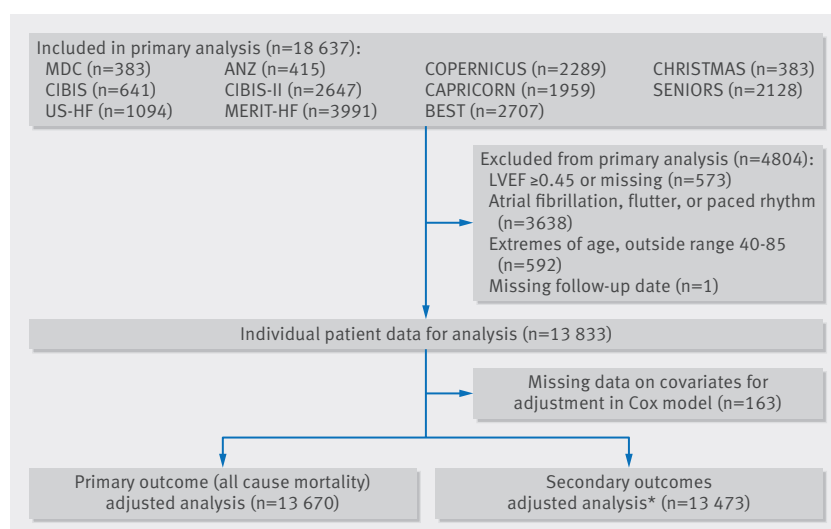 Included in primary analysis (n=18 637):
MDC (n=383) ANZ (n=415) COPERNICUS (n=2289) CHRISTMAS (n=383)
CIBIS (n=641) CIBIS-II (n=2647) CAPRICORN (n=1959) SENIORS (n=2128)
US-HF (n=1094) MERIT-HF (n=3991) BEST (n=2707)
Excluded from primary analysis (n=4804):
LVEF ≥0.45 or missing (n=573)
Atrial fibrillation, flutter, or paced rhythm
(n=3638)
Extremes of age, outside range 40-85
(n=592)
Missing follow-up date (n=1)
Individual patient data for analysis (n=13 833)
Missing data on covariates for
adjustment in Cox model (n=163)
Primary outcome (all cause mortality)
adjusted analysis (n=13 670)
Secondary outcomes
adjusted analysis* (n=13 473)